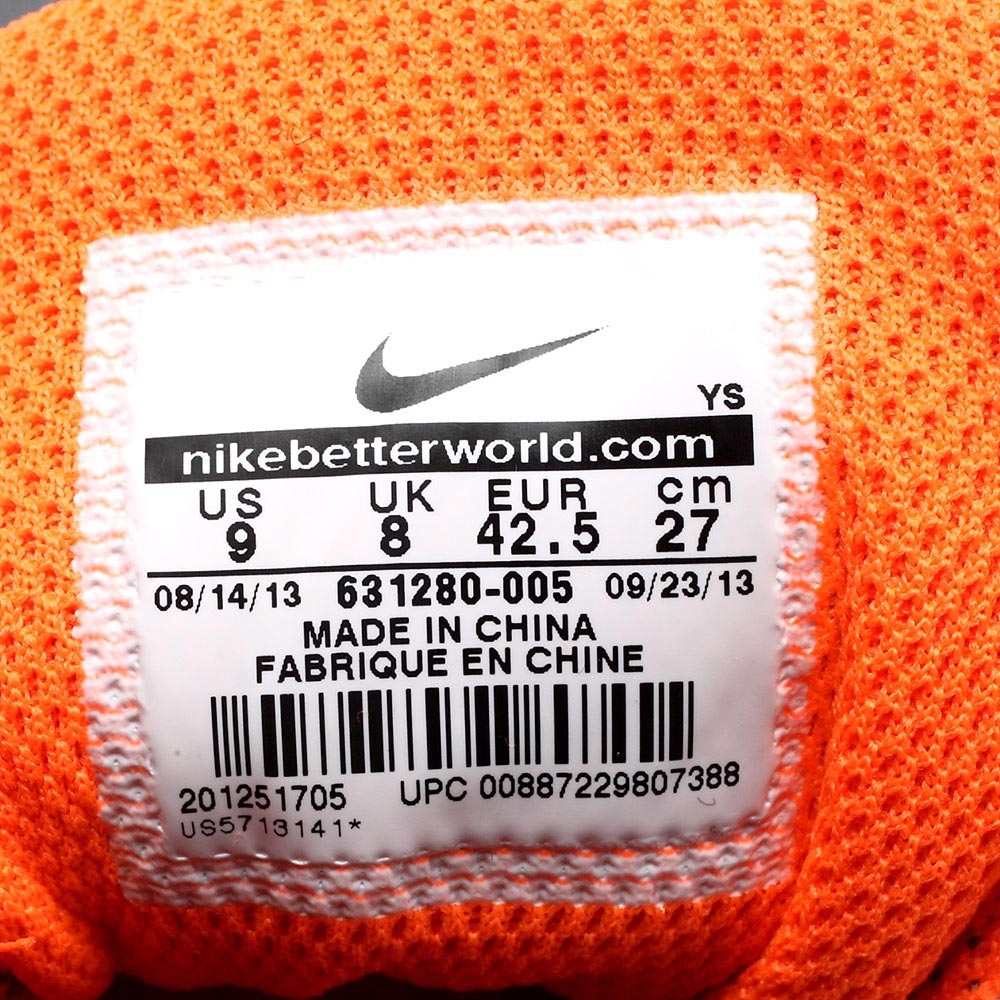 YS
nikebetterworld.com
US UK EUR cm
9 8 42.5 27
08/14/13 631280-005 09/23/13
MADE IN CHINA
FABRIQUE EN CHINE
201251705 UPC 00887229807388
US5713141*